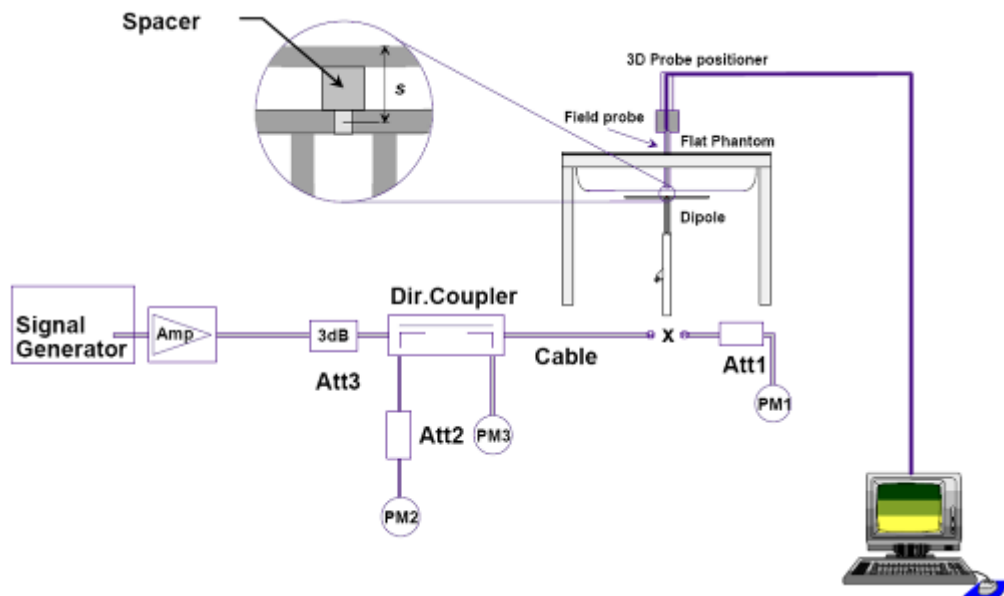 Spacer
s
3D Probe positioner
Field probe
Flat Phantom
Dipole
Signal
Generator
Amp
3dB
Att3
Dir.Coupler
Cable
x
Att1
PM1
Att2
PM3
PM2